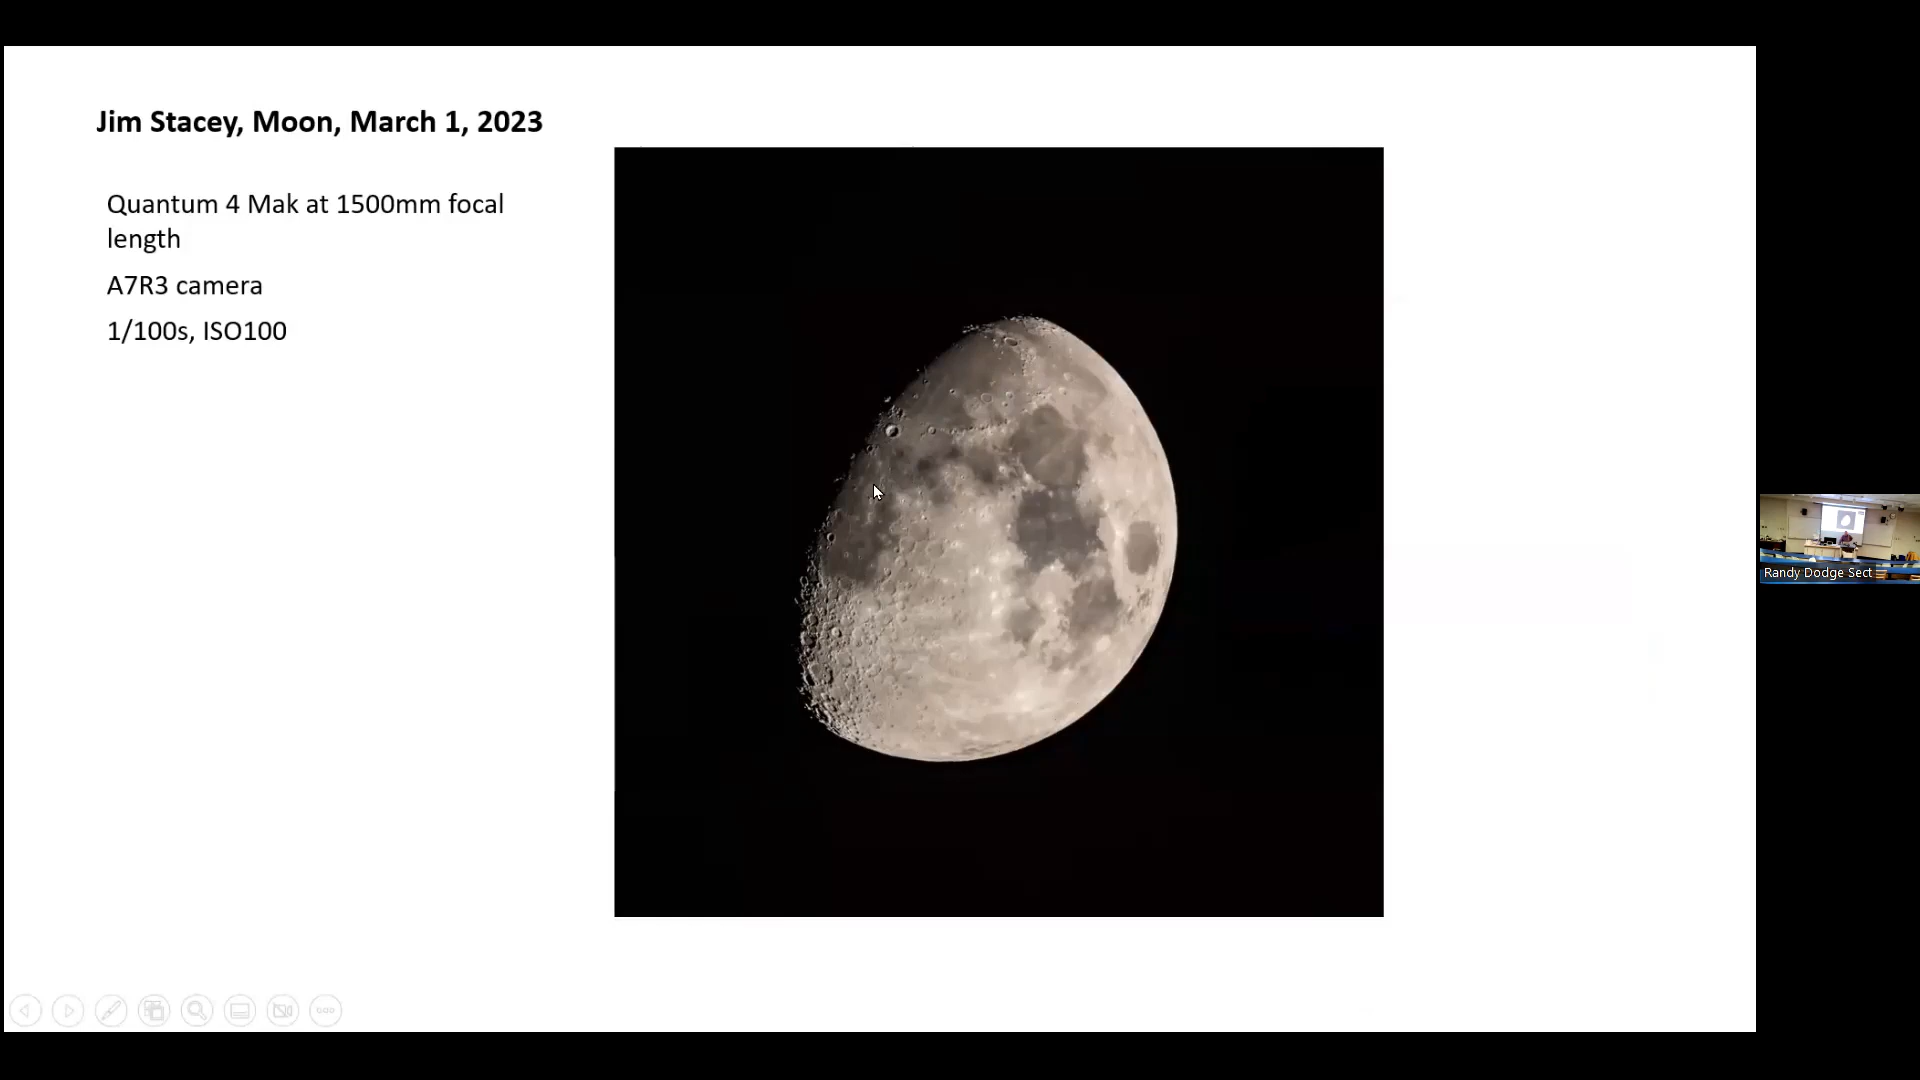 Jim Stacey, Moon, March 1, 2023
Quantum 4 Mak at 1500mm focal
length
A7R3 camera
1/100s, ISO100
Randy Dodge Sect